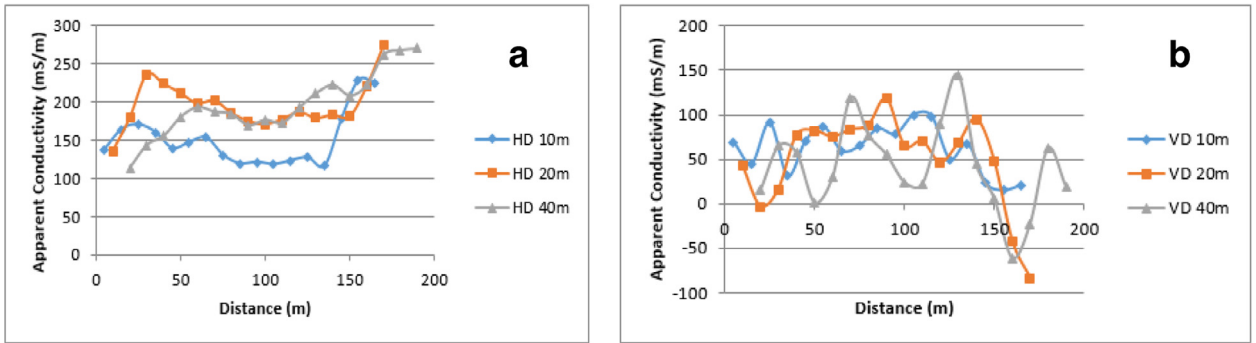 a
Apparent Conductivity (mS/m)
300
250
200
150
100
50
0
0 50 100 150 200
Distance (m)
HD 10m
HD 20m
HD 40m
b
Apparent Conductivity (mS/m)
200
150
100
50
0
-50
-100
0 50 100 150 200
Distance (m)
VD 10m
VD 20m
VD 40m